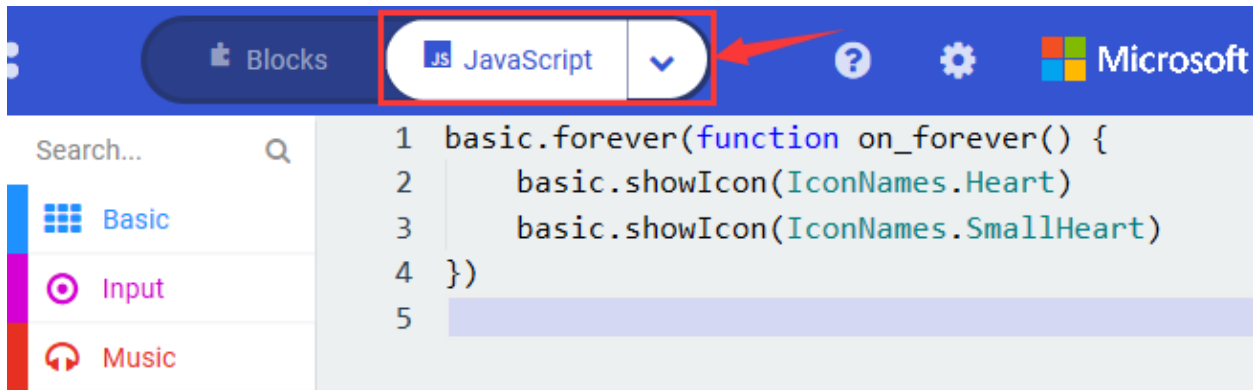 Blocks
JS JavaScript
?
Microsoft
Search...
Basic
Input
Music
1 basic.forever(function on_forever() {
2     basic.showIcon(IconNames.Heart)
3     basic.showIcon(IconNames.SmallHeart)
4 })
5